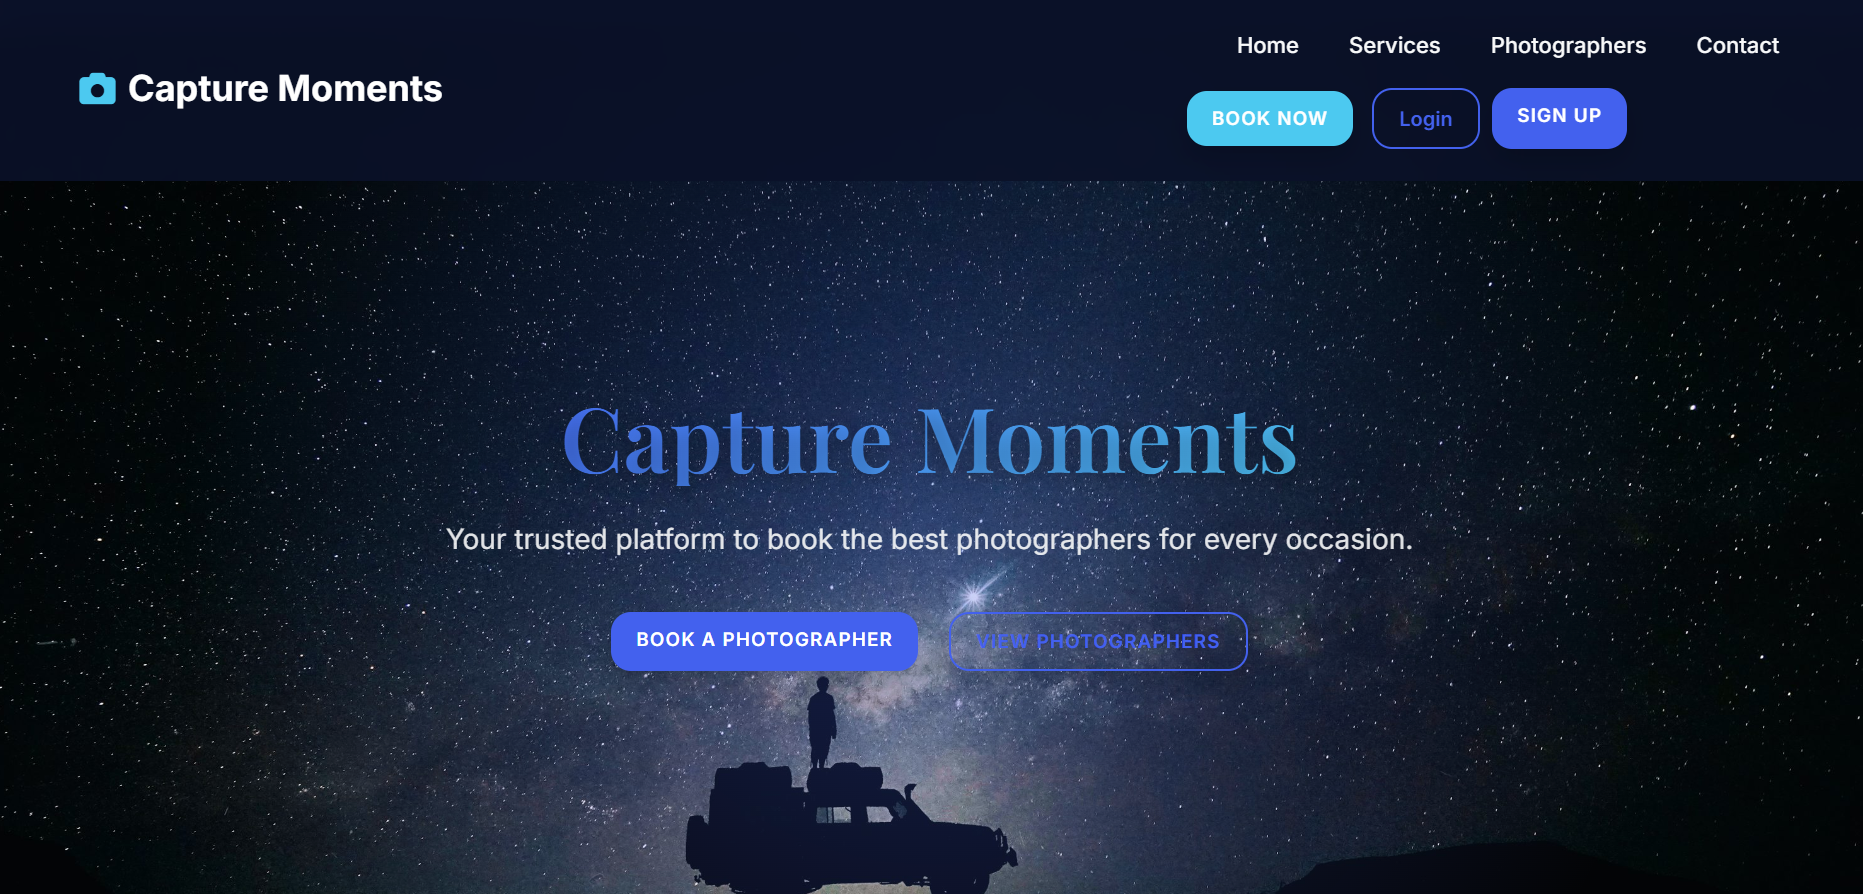 Capture Moments
Home Services Photographers Contact
BOOK NOW Login SIGN UP
Capture Moments
Your trusted platform to book the best photographers for every occasion.
BOOK A PHOTOGRAPHER VIEW PHOTOGRAPHERS